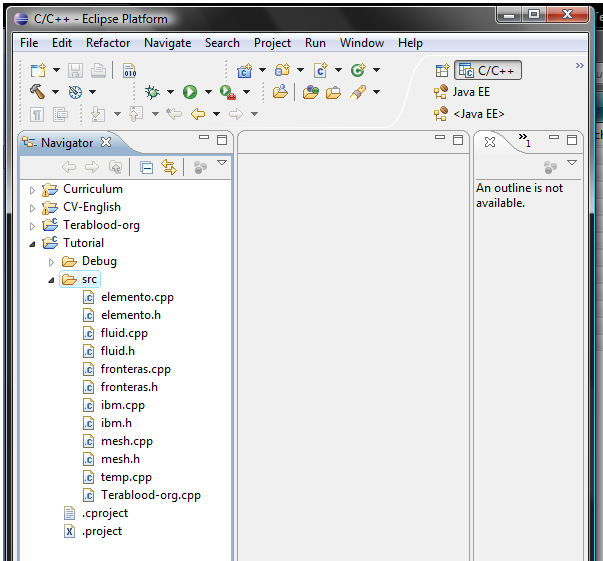 C/C++ - Eclipse Platform
File Edit Refactor Navigate Search Project Run Window Help
010
C/C++
Java EE
<Java EE>
Navigator
1
Curriculum
CV-English
Terablood-org
Tutorial
Debug
src
elemento.cpp
elemento.h
fluid.cpp
fluid.h
fronteras.cpp
fronteras.h
ibm.cpp
ibm.h
mesh.cpp
mesh.h
temp.cpp
Terablood-org.cpp
.cproject
.project
An outline is not
available.